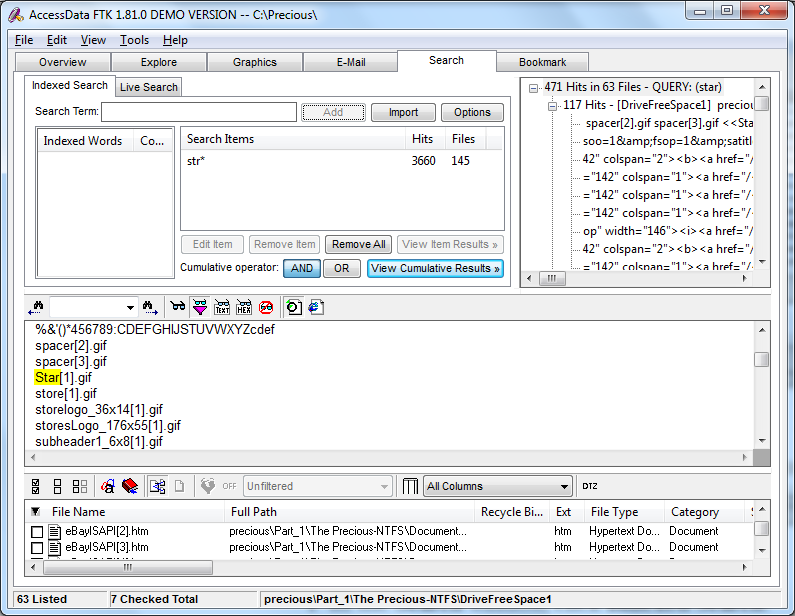 AccessData FTK 1.81.0 DEMO VERSION -- C:\Precious\
File Edit View Tools Help
Overview Explore Graphics E-Mail Search Bookmark
Indexed Search Live Search
Search Term: Add Import Options
Indexed Words Co... Search Items Hits Files
str* 3660 145
Edit Item Remove Item Remove All View Item Results »
Cumulative operator: AND OR View Cumulative Results »
471 Hits in 63 Files - QUERY: (star)
117 Hits - [DriveFreeSpace1] preciou
spacer[2].gif spacer[3].gif <<Sta
soo=1&amp;fsop=1&amp;satitl
42" colspan="2"><b><a href="/
="142" colspan="1"><a href="/
="142" colspan="1"><a href="/
="142" colspan="1"><a href="/
op" width="146"><i><a href="/
42" colspan="2"><b><a href="/
="142" colspan="1"><a href="/
TEXT HEX
%&'()*456789:CDEFGHIJSTUVWXYZcdef
spacer[2].gif
spacer[3].gif
Star[1].gif
store[1].gif
storelogo_36x14[1].gif
storesLogo_176x55[1].gif
subheader1_6x8[1].gif
OFF Unfiltered All Columns DTZ
File Name Full Path Recycle Bi... Ext File Type Category
eBayISAPI[2].htm precious\Part_1\The Precious-NTFS\Document... htm Hypertext Do... Document
eBayISAPI[3].htm precious\Part_1\The Precious-NTFS\Document... htm Hypertext Do... Document
63 Listed 7 Checked Total precious\Part_1\The Precious-NTFS\DriveFreeSpace1